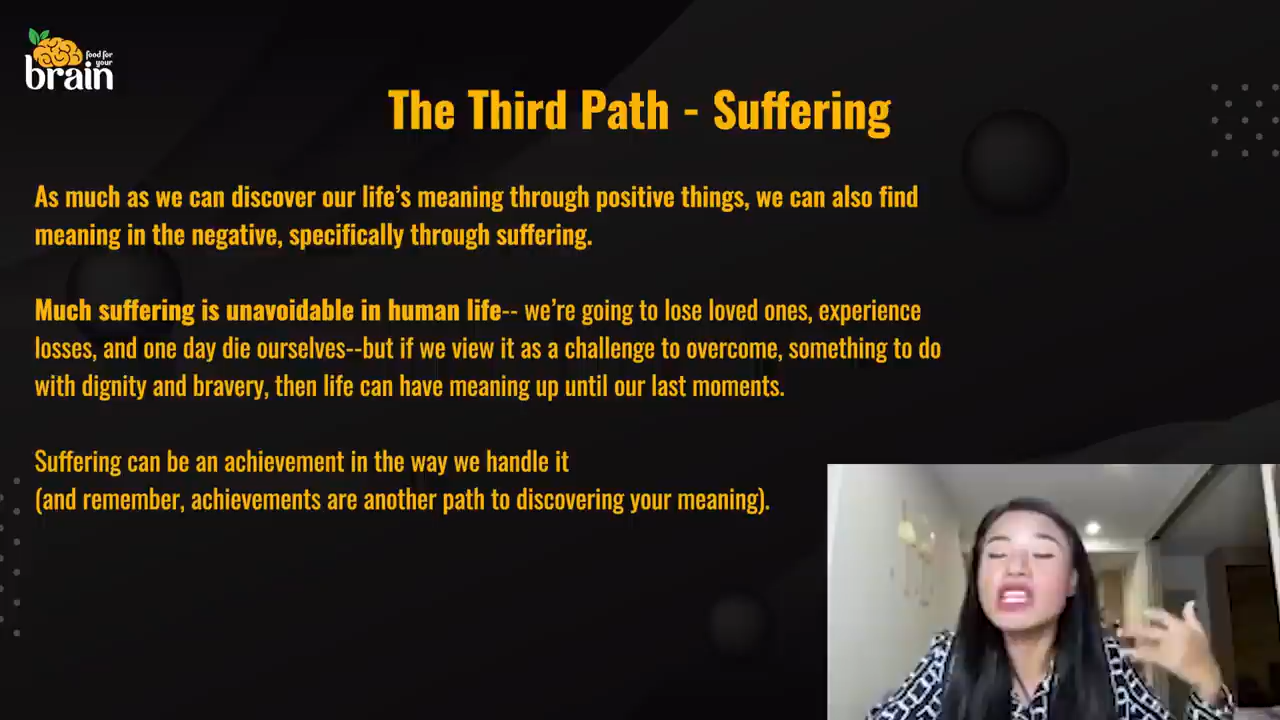 food for
your
brain
The Third Path - Suffering
As much as we can discover our life’s meaning through positive things, we can also find
meaning in the negative, specifically through suffering.
Much suffering is unavoidable in human life-- we’re going to lose loved ones, experience
losses, and one day die ourselves--but if we view it as a challenge to overcome, something to do
with dignity and bravery, then life can have meaning up until our last moments.
Suffering can be an achievement in the way we handle it
(and remember, achievements are another path to discovering your meaning).